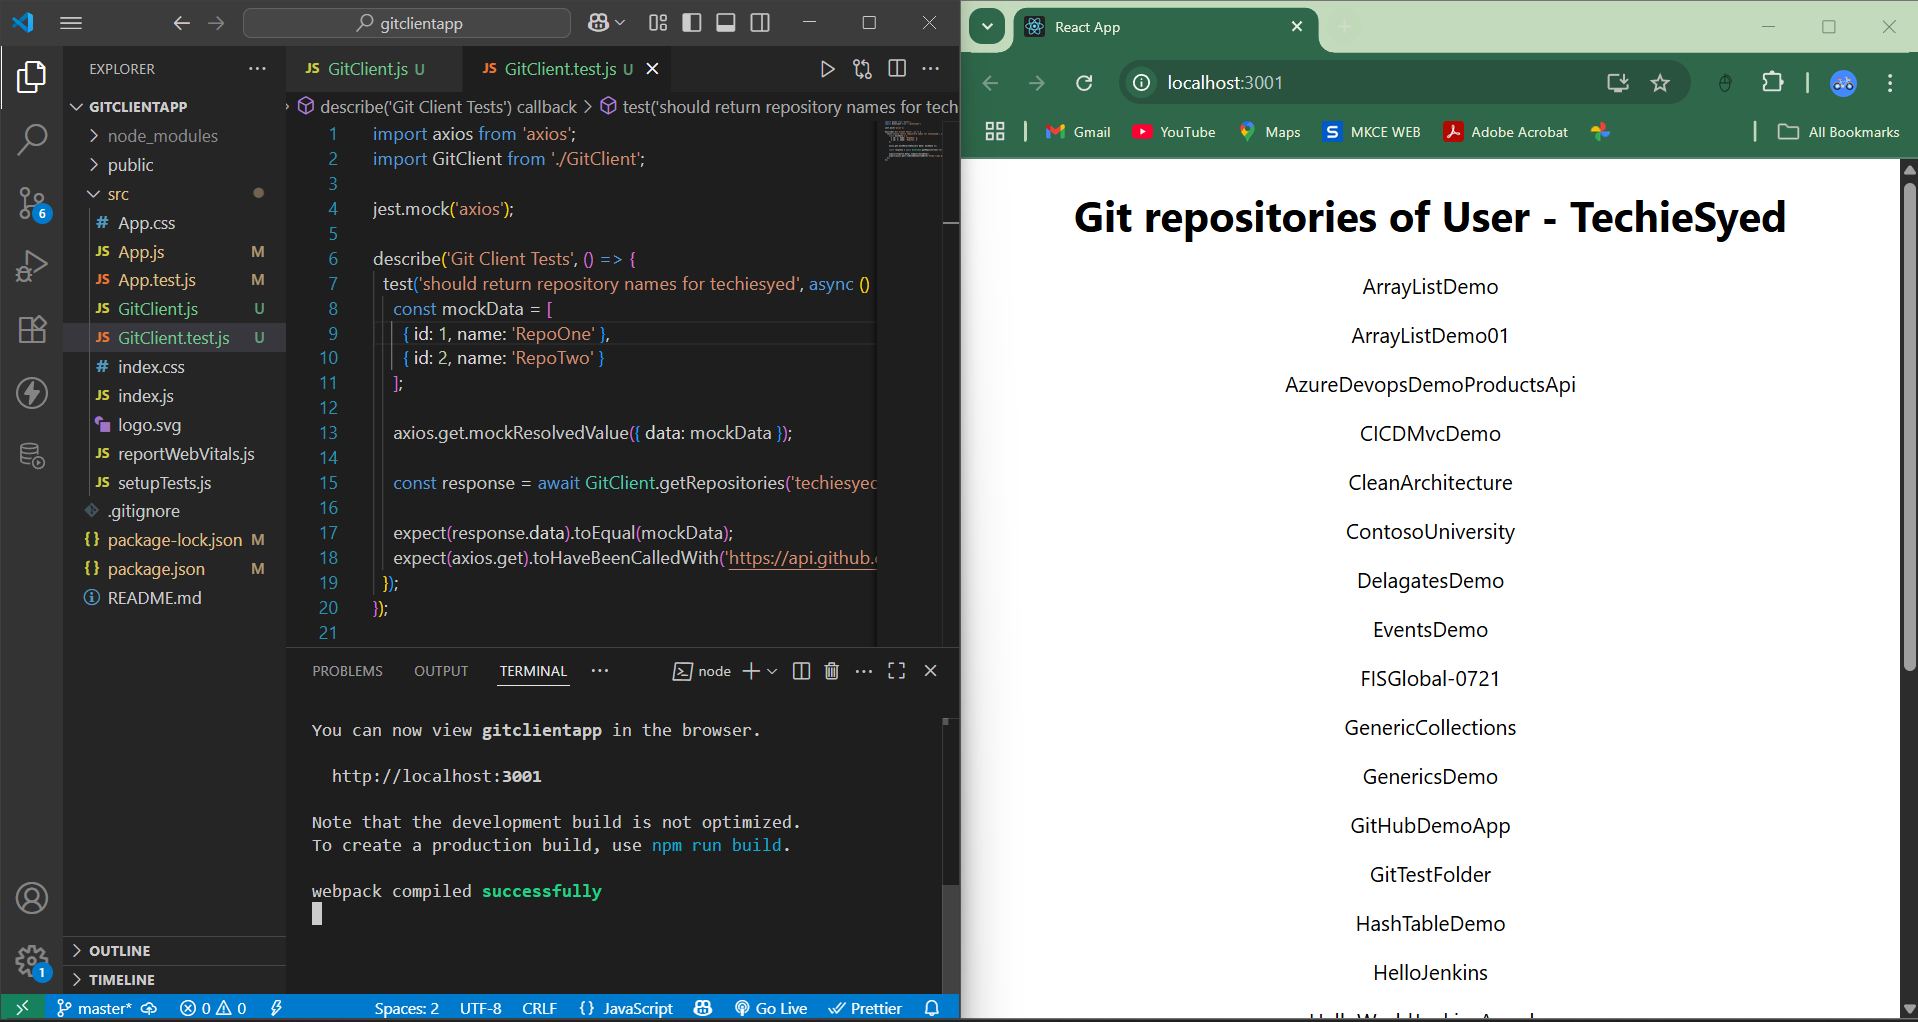 gitclientapp
EXPLORER
GITCLIENTAPP
node_modules
public
src
# App.css
JS App.js M
JS App.test.js M
JS GitClient.js U
JS GitClient.test.js U
# index.css
JS index.js
logo.svg
JS reportWebVitals.js
JS setupTests.js
.gitignore
{} package-lock.json M
{} package.json M
README.md
OUTLINE
TIMELINE
6
1
JS GitClient.js U
JS GitClient.test.js U
describe('Git Client Tests') callback > test('should return repository names for tech
1 import axios from 'axios';
2 import GitClient from './GitClient';
3
4 jest.mock('axios');
5
6 describe('Git Client Tests', () => {
7 test('should return repository names for techiesyed', async ()
8 const mockData = [
9 { id: 1, name: 'RepoOne' },
10 { id: 2, name: 'RepoTwo' }
11 ];
12
13 axios.get.mockResolvedValue({ data: mockData });
14
15 const response = await GitClient.getRepositories('techiesyed
16
17 expect(response.data).toEqual(mockData);
18 expect(axios.get).toHaveBeenCalledWith('https://api.github.
19 });
20 });
21
PROBLEMS OUTPUT TERMINAL
node
You can now view gitclientapp in the browser.
http://localhost:3001
Note that the development build is not optimized.
To create a production build, use npm run build.
webpack compiled successfully
master* 0 0
Spaces: 2 UTF-8 CRLF {} JavaScript Go Live Prettier
React App
localhost:3001
Gmail YouTube Maps S MKCE WEB Adobe Acrobat All Bookmarks
Git repositories of User - TechieSyed
ArrayListDemo
ArrayListDemo01
AzureDevopsDemoProductsApi
CICDMvcDemo
CleanArchitecture
ContosoUniversity
DelagatesDemo
EventsDemo
FISGlobal-0721
GenericCollections
GenericsDemo
GitHubDemoApp
GitTestFolder
HashTableDemo
HelloJenkins